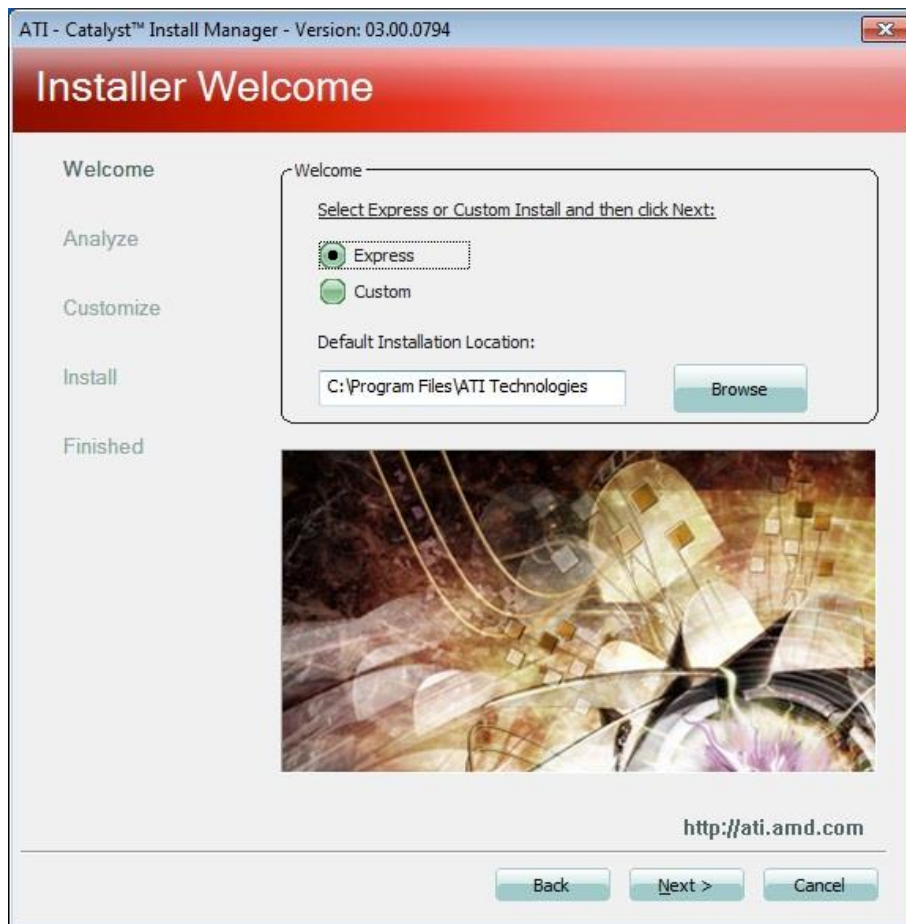 ATI - Catalyst™ Install Manager - Version: 03.00.0794
Installer Welcome
Welcome
Analyze
Customize
Install
Finished
Welcome
Select Express or Custom Install and then click Next:
Express
Custom
Default Installation Location:
C:\Program Files\ATI Technologies
Browse
http://ati.amd.com
Back
Next >
Cancel